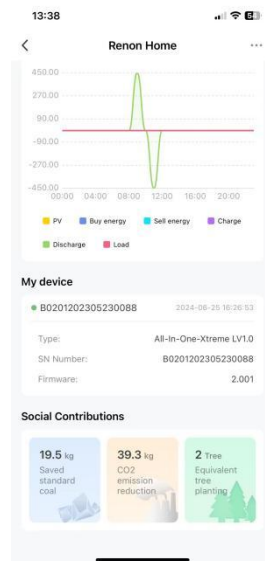 13:38
Renon Home
450.00
270.00
90.00
-90.00
-270.00
-450.00
00:00 04:00 08:00 12:00 16:00 20:00
PV Buy energy Sell energy Charge
Discharge Load
My device
B0201202305230088 2024-06-25 16:26:53
Type: All-In-One-Xtreme LV1.0
SN Number: B0201202305230088
Firmware: 2.001
Social Contributions
19.5 kg 39.3 kg 2 Tree
Saved CO2 Equivalent
standard emission tree
coal reduction planting